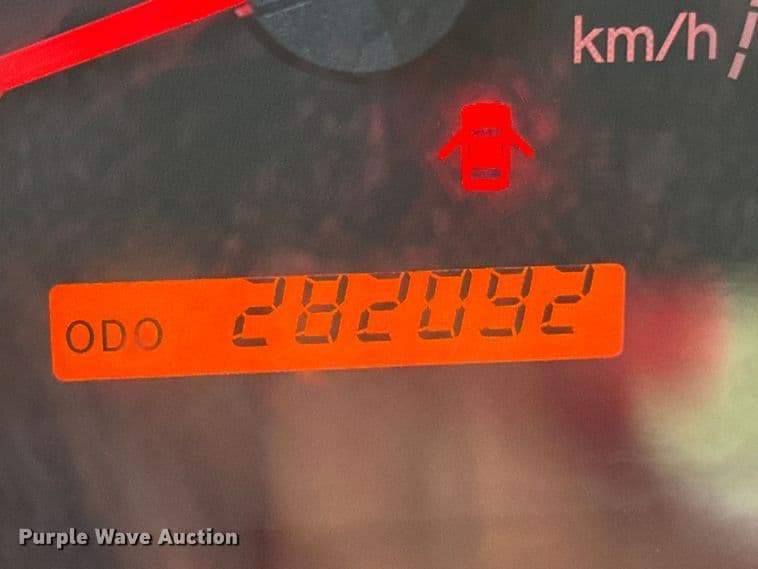 km/h
ODO 282092
Purple Wave Auction